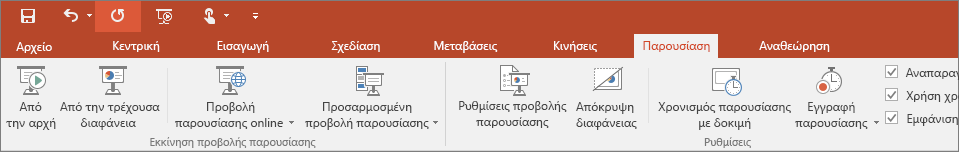 Αρχείο Κεντρική Εισαγωγή Σχεδίαση Μεταβάσεις Κινήσεις Παρουσίαση Αναθεώρηση
Από
την αρχή
Από την τρέχουσα
διαφάνεια
Προβολή
παρουσίασης online
Προσαρμοσμένη
προβολή παρουσίασης
Εκκίνηση προβολής παρουσίασης
Ρυθμίσεις προβολής
παρουσίασης
Απόκρυψη
διαφάνειας
Χρονισμός παρουσίασης
με δοκιμή
Εγγραφή
παρουσίασης
Αναπαραγ
Χρήση χρο
Εμφάνιση
Ρυθμίσεις